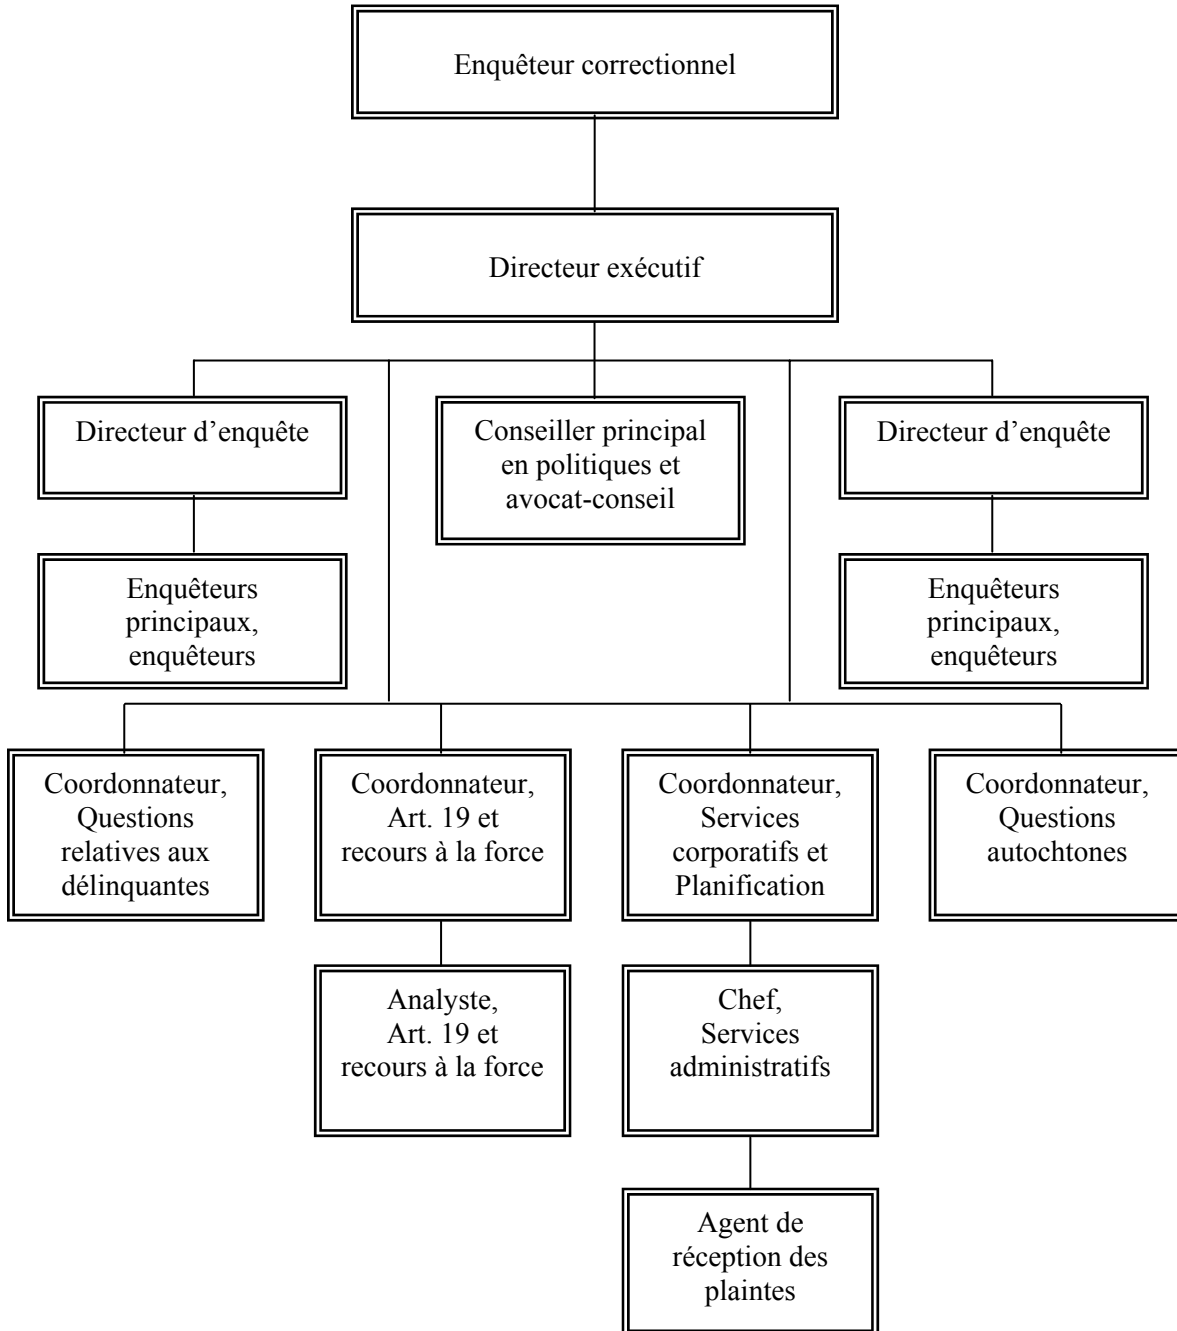 Enquêteur correctionnel
Directeur exécutif
Directeur d’enquête
Conseiller principal
en politiques et
avocat-conseil
Directeur d’enquête
Enquêteurs
principaux,
enquêteurs
Enquêteurs
principaux,
enquêteurs
Coordonnateur,
Questions
relatives aux
délinquantes
Coordonnateur,
Art. 19 et
recours à la force
Coordonnateur,
Services
corporatifs et
Planification
Coordonnateur,
Questions
autochtones
Analyste,
Art. 19 et
recours à la force
Chef,
Services
administratifs
Agent de
réception des
plaintes